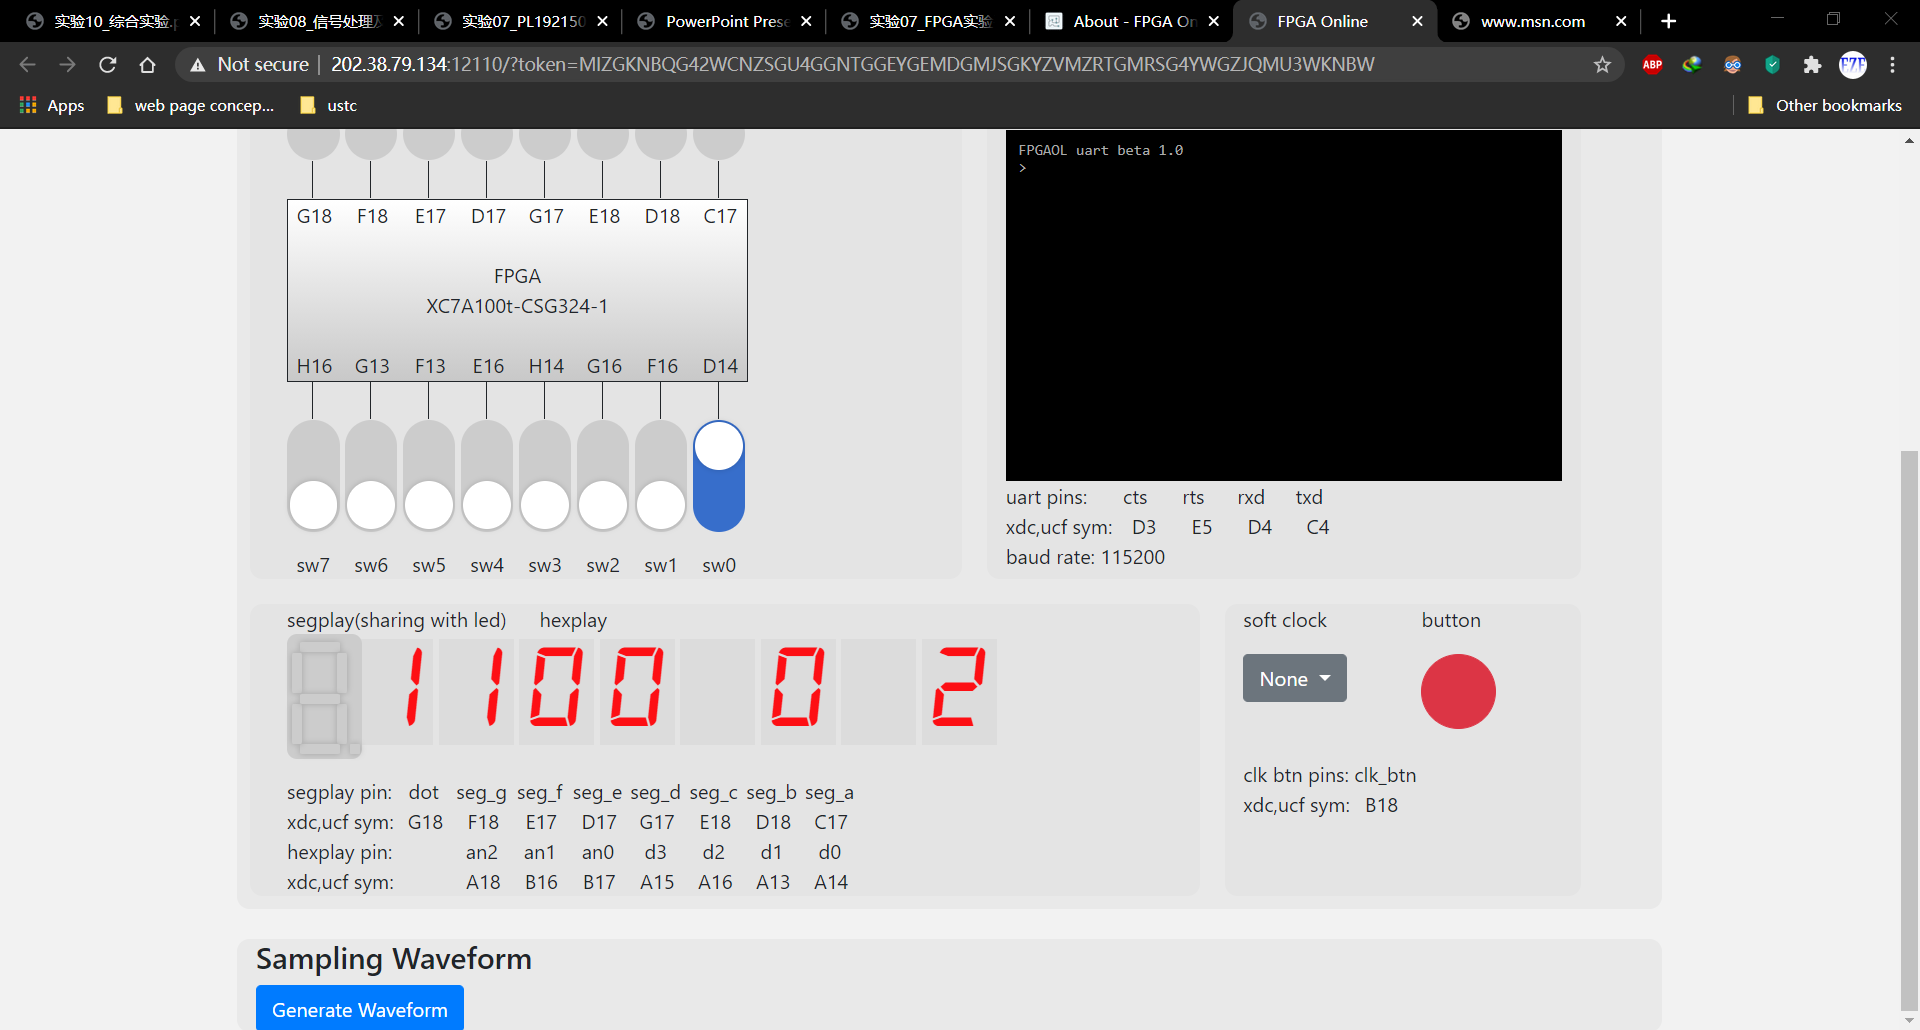 实验10_综合实验.p
实验08_信号处理及
实验07_PL192150
PowerPoint Prese
实验07_FPGA实验
About - FPGA On
FPGA Online
www.msn.com
Not secure | 202.38.79.134:12110/?token=MIZGKNBQG42WCNZSGU4GGNTGGEYGEMDGMJSGKYZVMZRTGMRSG4YWGZJQMU3WKNBW
ABP
FZF
Apps web page concep... ustc Other bookmarks
G18 F18 E17 D17 G17 E18 D18 C17
FPGA
XC7A100t-CSG324-1
H16 G13 F13 E16 H14 G16 F16 D14
sw7 sw6 sw5 sw4 sw3 sw2 sw1 sw0
FPGAOL uart beta 1.0
>
uart pins: cts rts rxd txd
xdc,ucf sym: D3 E5 D4 C4
baud rate: 115200
segplay(sharing with led) hexplay
1 1 0 0 0 2
segplay pin: dot seg_g seg_f seg_e seg_d seg_c seg_b seg_a
xdc,ucf sym: G18 F18 E17 D17 G17 E18 D18 C17
hexplay pin: an2 an1 an0 d3 d2 d1 d0
xdc,ucf sym: A18 B16 B17 A15 A16 A13 A14
soft clock button
None
clk btn pins: clk_btn
xdc,ucf sym: B18
Sampling Waveform
Generate Waveform